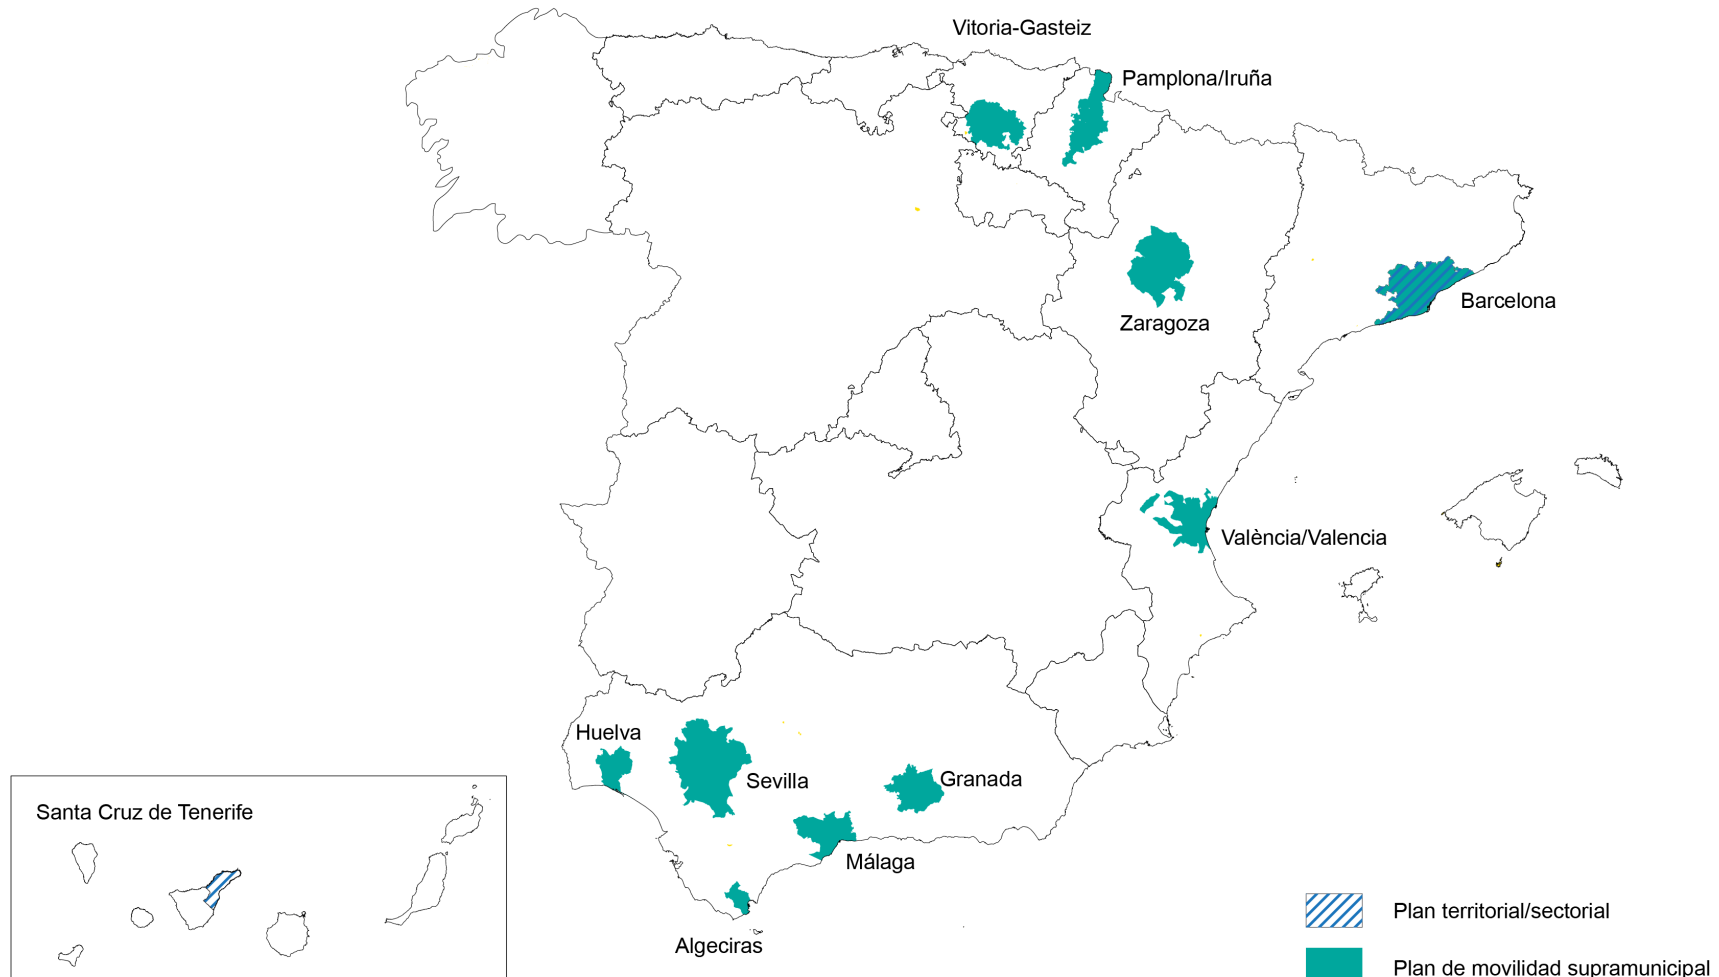 Vitoria-Gasteiz
Pamplona/Iruña
Barcelona
Zaragoza
València/Valencia
Huelva
Sevilla
Granada
Málaga
Algeciras
Santa Cruz de Tenerife
Plan territorial/sectorial
Plan de movilidad supramunicipal